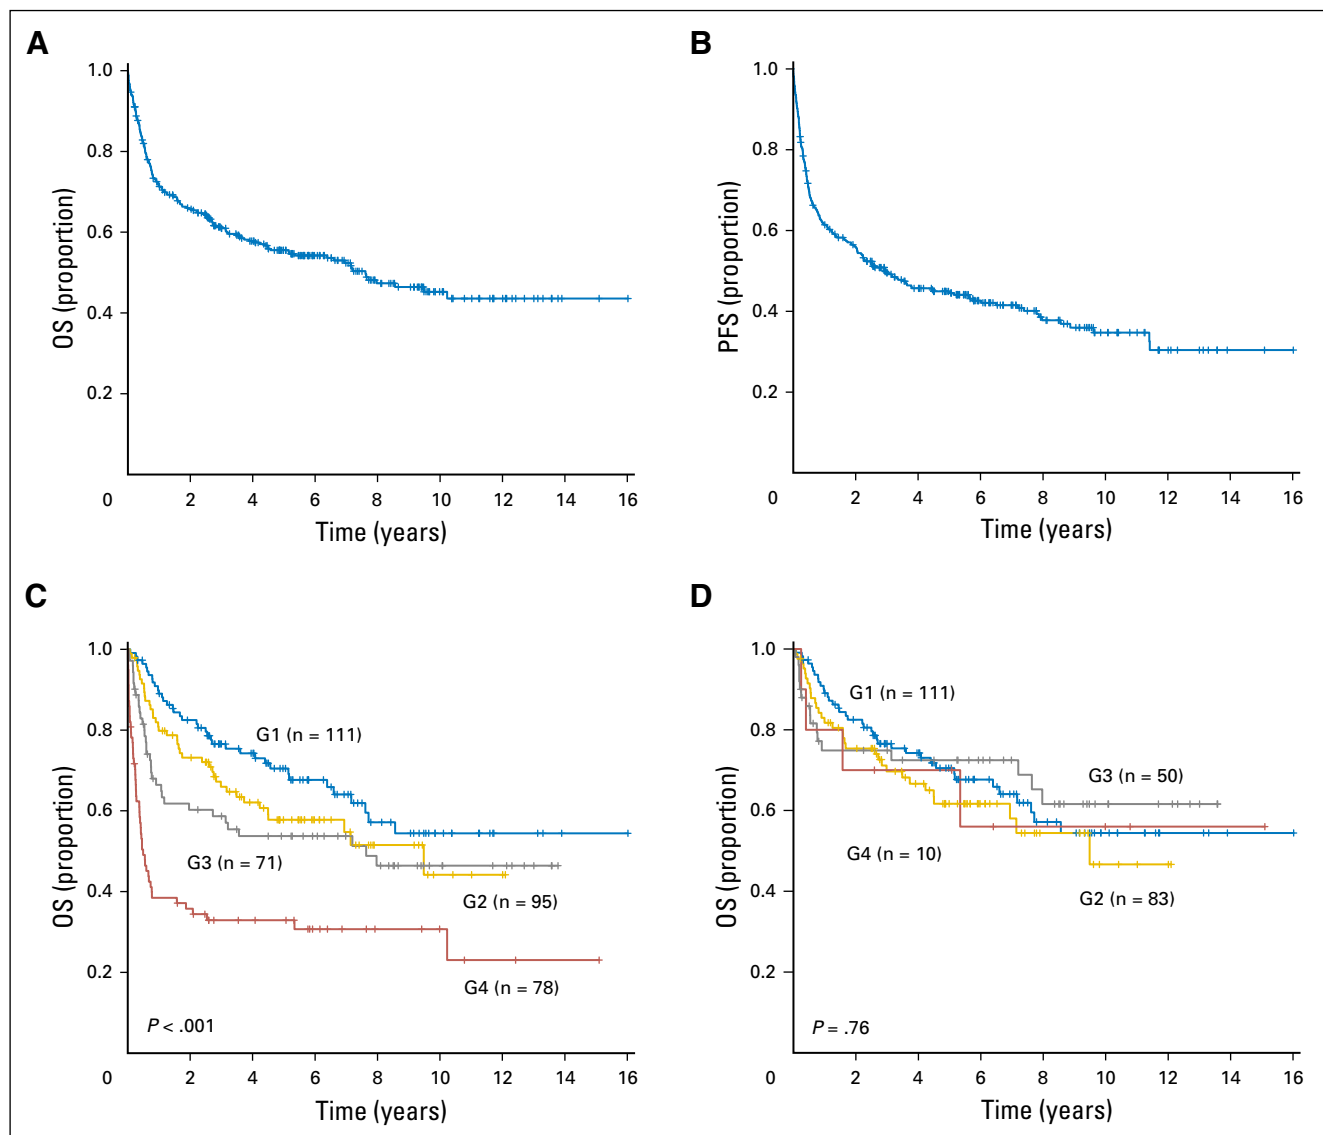 A
1.0
0.8
0.6
0.4
0.2
OS (proportion)
0 2 4 6 8 10 12 14 16
Time (years)
B
1.0
0.8
0.6
0.4
0.2
PFS (proportion)
0 2 4 6 8 10 12 14 16
Time (years)
C
1.0
0.8
0.6
0.4
0.2
OS (proportion)
G1 (n = 111)
G3 (n = 71)
G2 (n = 95)
G4 (n = 78)
P < .001
0 2 4 6 8 10 12 14 16
Time (years)
D
1.0
0.8
0.6
0.4
0.2
OS (proportion)
G1 (n = 111)
G3 (n = 50)
G4 (n = 10)
G2 (n = 83)
P = .76
0 2 4 6 8 10 12 14 16
Time (years)